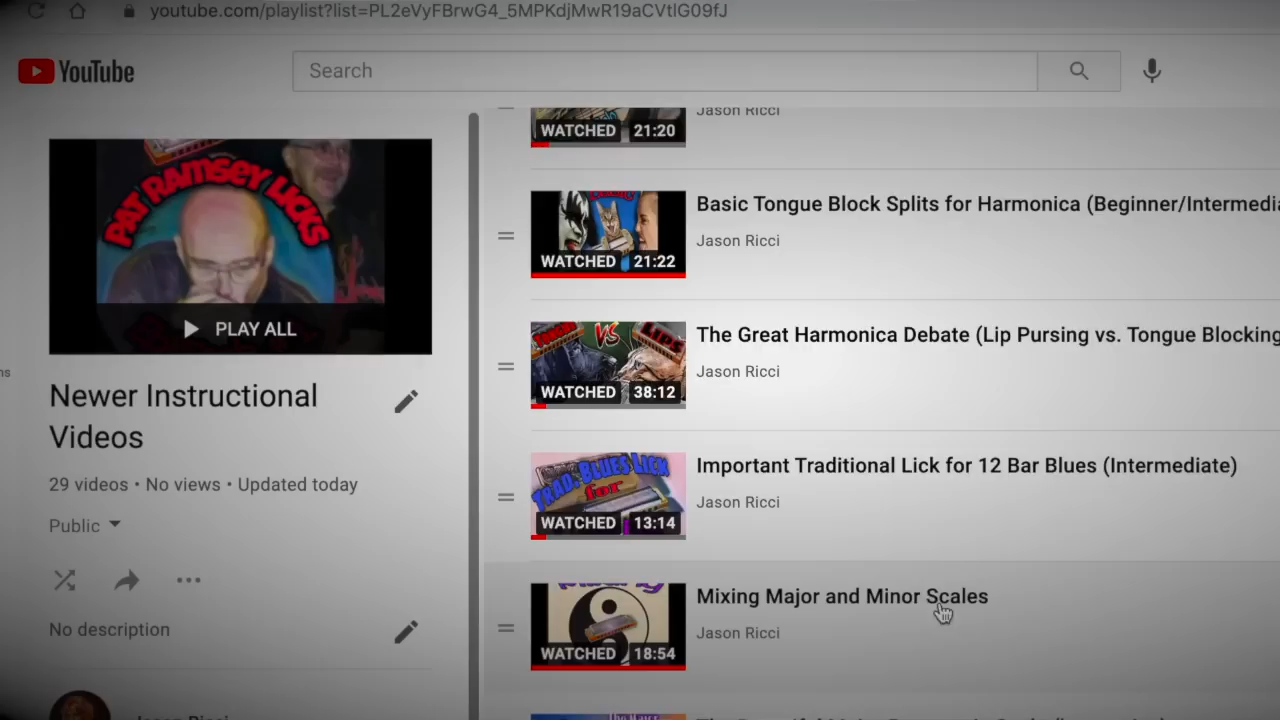 youtube.com/playlist?list=PL2eVyFBrwG4_5MPKdjMwR19aCVtlG09fJ
YouTube
Search
PAT RAMSEY LICKS
PLAY ALL
Newer Instructional
Videos
29 videos • No views • Updated today
Public
No description
Jason Ricci
WATCHED 21:20
Jason Ricci
WATCHED 21:22
Basic Tongue Block Splits for Harmonica (Beginner/Intermedia
Jason Ricci
VS
LIPS
WATCHED 38:12
The Great Harmonica Debate (Lip Pursing vs. Tongue Blocking
Jason Ricci
TRAD. BLUES LICK
for
WATCHED 13:14
Important Traditional Lick for 12 Bar Blues (Intermediate)
Jason Ricci
WATCHED 18:54
Mixing Major and Minor Scales
Jason Ricci